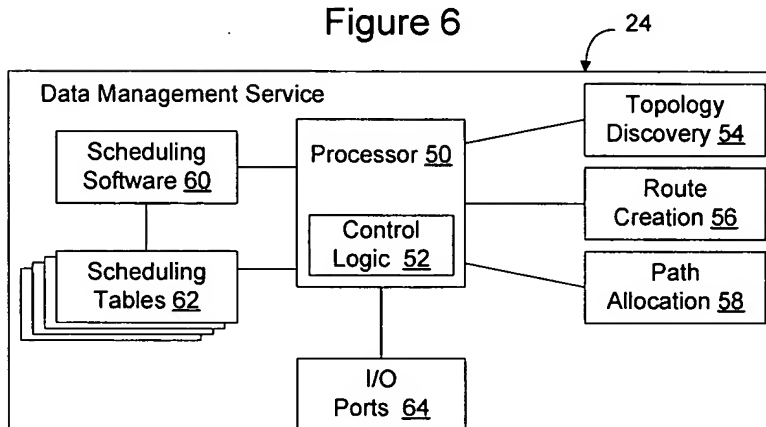 Figure 6
24
Data Management Service
Scheduling
Software 60
Scheduling
Tables 62
Processor 50
Control
Logic 52
I/O
Ports 64
Topology
Discovery 54
Route
Creation 56
Path
Allocation 58